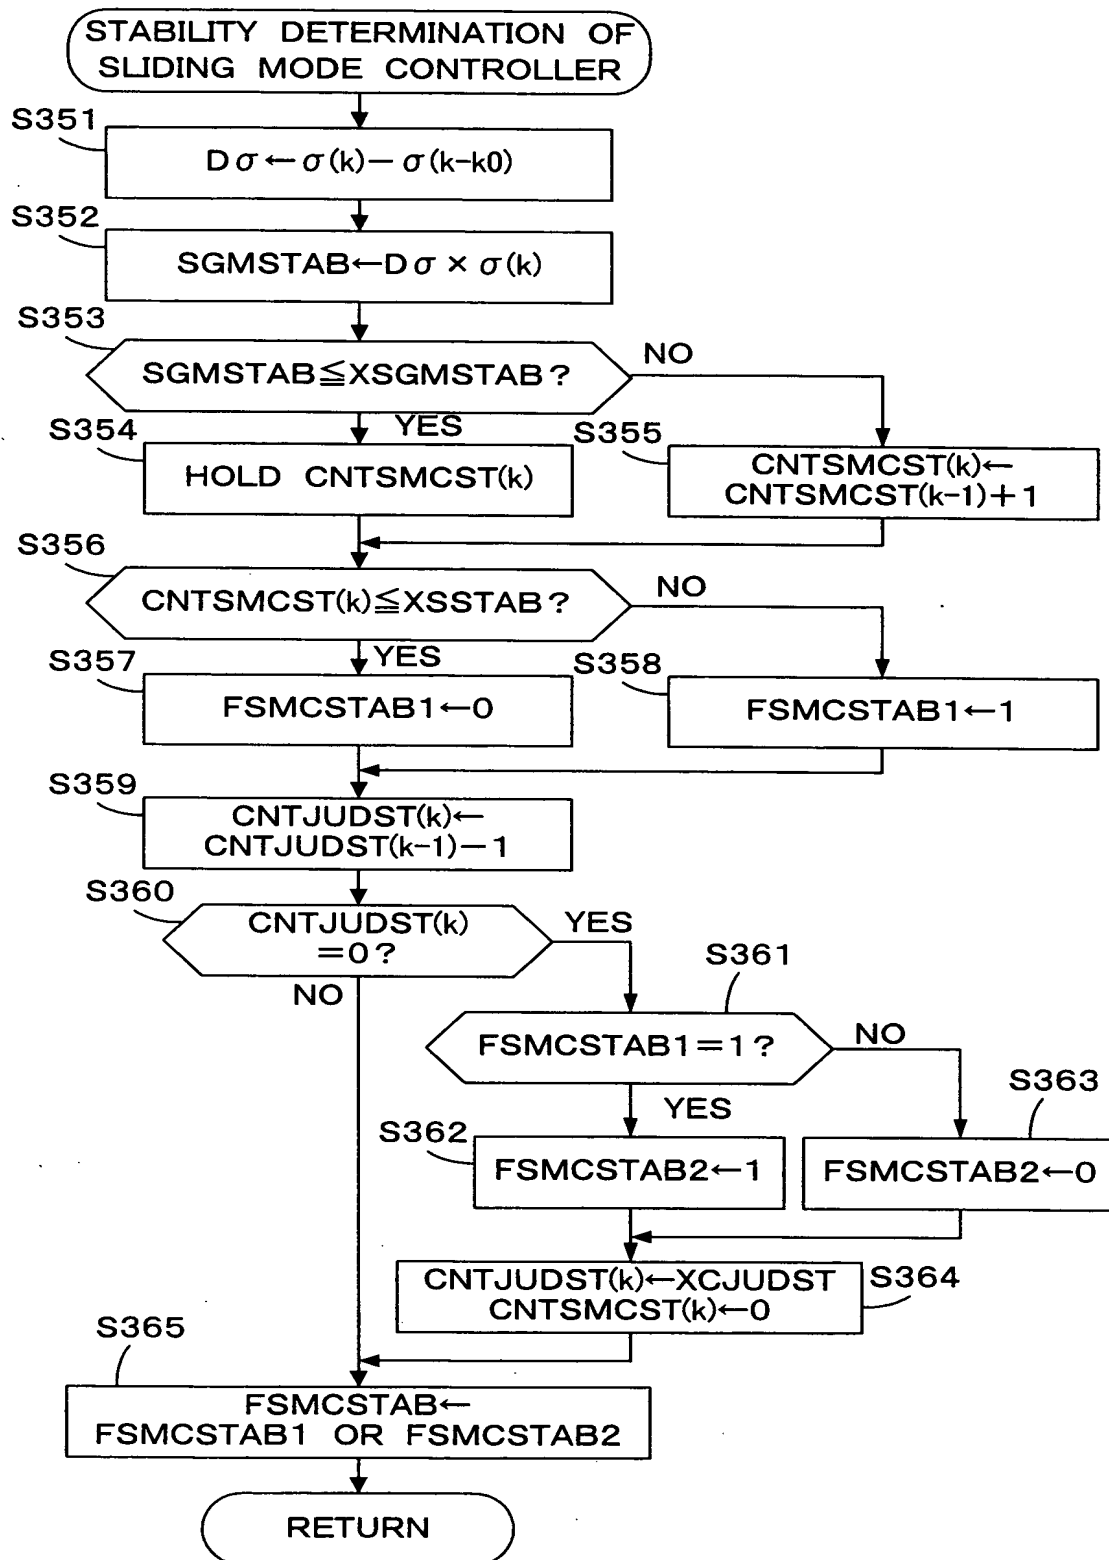 STABILITY DETERMINATION OF
SLIDING MODE CONTROLLER
S351
Dσ←σ(k)−σ(k-k0)
S352
SGMSTAB←Dσ×σ(k)
S353
SGMSTAB≦XSGMSTAB?
NO
YES
S354
HOLD CNTSMCST(k)
S355
CNTSMCST(k)←
CNTSMCST(k-1)+1
S356
CNTSMCST(k)≦XSSTAB?
NO
YES
S357
FSMCSTAB1←0
S358
FSMCSTAB1←1
S359
CNTJUDST(k)←
CNTJUDST(k-1)−1
S360
CNTJUDST(k)
=0?
YES
NO
S361
FSMCSTAB1=1?
NO
YES
S362
FSMCSTAB2←1
S363
FSMCSTAB2←0
CNTJUDST(k)←XCJUDST
CNTSMCST(k)←0
S364
S365
FSMCSTAB←
FSMCSTAB1 OR FSMCSTAB2
RETURN